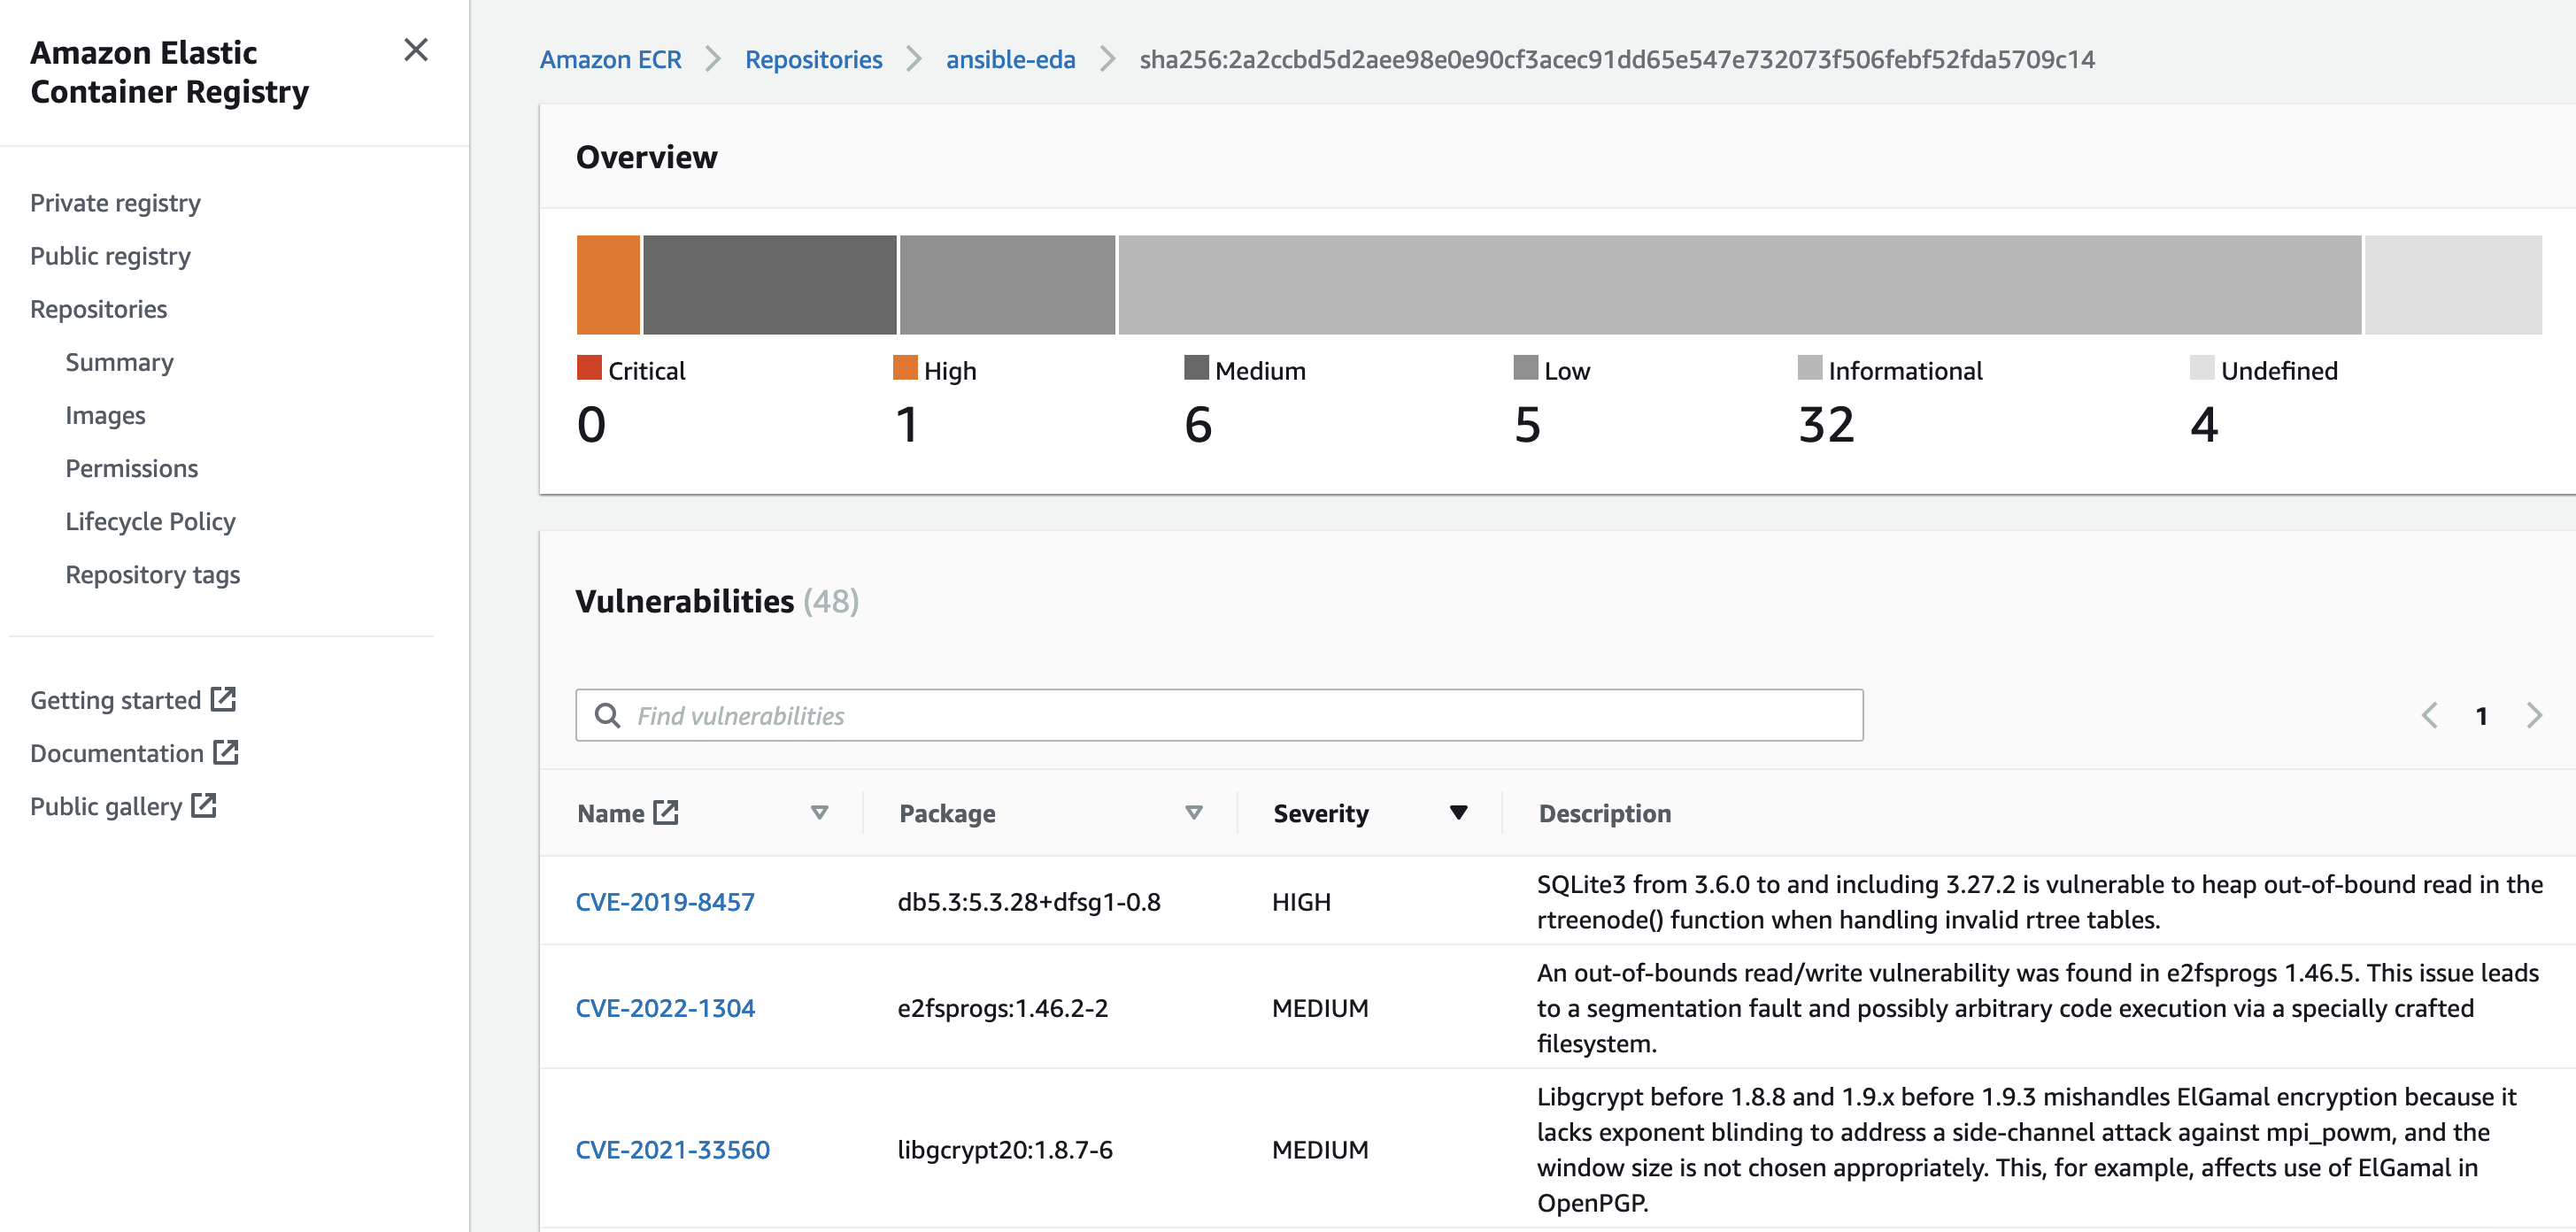 Amazon Elastic
Container Registry
Private registry
Public registry
Repositories
Summary
Images
Permissions
Lifecycle Policy
Repository tags
Getting started
Documentation
Public gallery
Amazon ECR
Repositories
ansible-eda
sha256:2a2ccbd5d2aee98e0e90cf3acec91dd65e547e732073f506febf52fda5709c14
Overview
Critical
0
High
1
Medium
6
Low
5
Informational
32
Undefined
4
Vulnerabilities (48)
Find vulnerabilities
1
Name
Package
Severity
Description
CVE-2019-8457
db5.3:5.3.28+dfsg1-0.8
HIGH
SQLite3 from 3.6.0 to and including 3.27.2 is vulnerable to heap out-of-bound read in the
rtreenode() function when handling invalid rtree tables.
CVE-2022-1304
e2fsprogs:1.46.2-2
MEDIUM
An out-of-bounds read/write vulnerability was found in e2fsprogs 1.46.5. This issue leads
to a segmentation fault and possibly arbitrary code execution via a specially crafted
filesystem.
CVE-2021-33560
libgcrypt20:1.8.7-6
MEDIUM
Libgcrypt before 1.8.8 and 1.9.x before 1.9.3 mishandles ElGamal encryption because it
lacks exponent blinding to address a side-channel attack against mpi_powm, and the
window size is not chosen appropriately. This, for example, affects use of ElGamal in
OpenPGP.